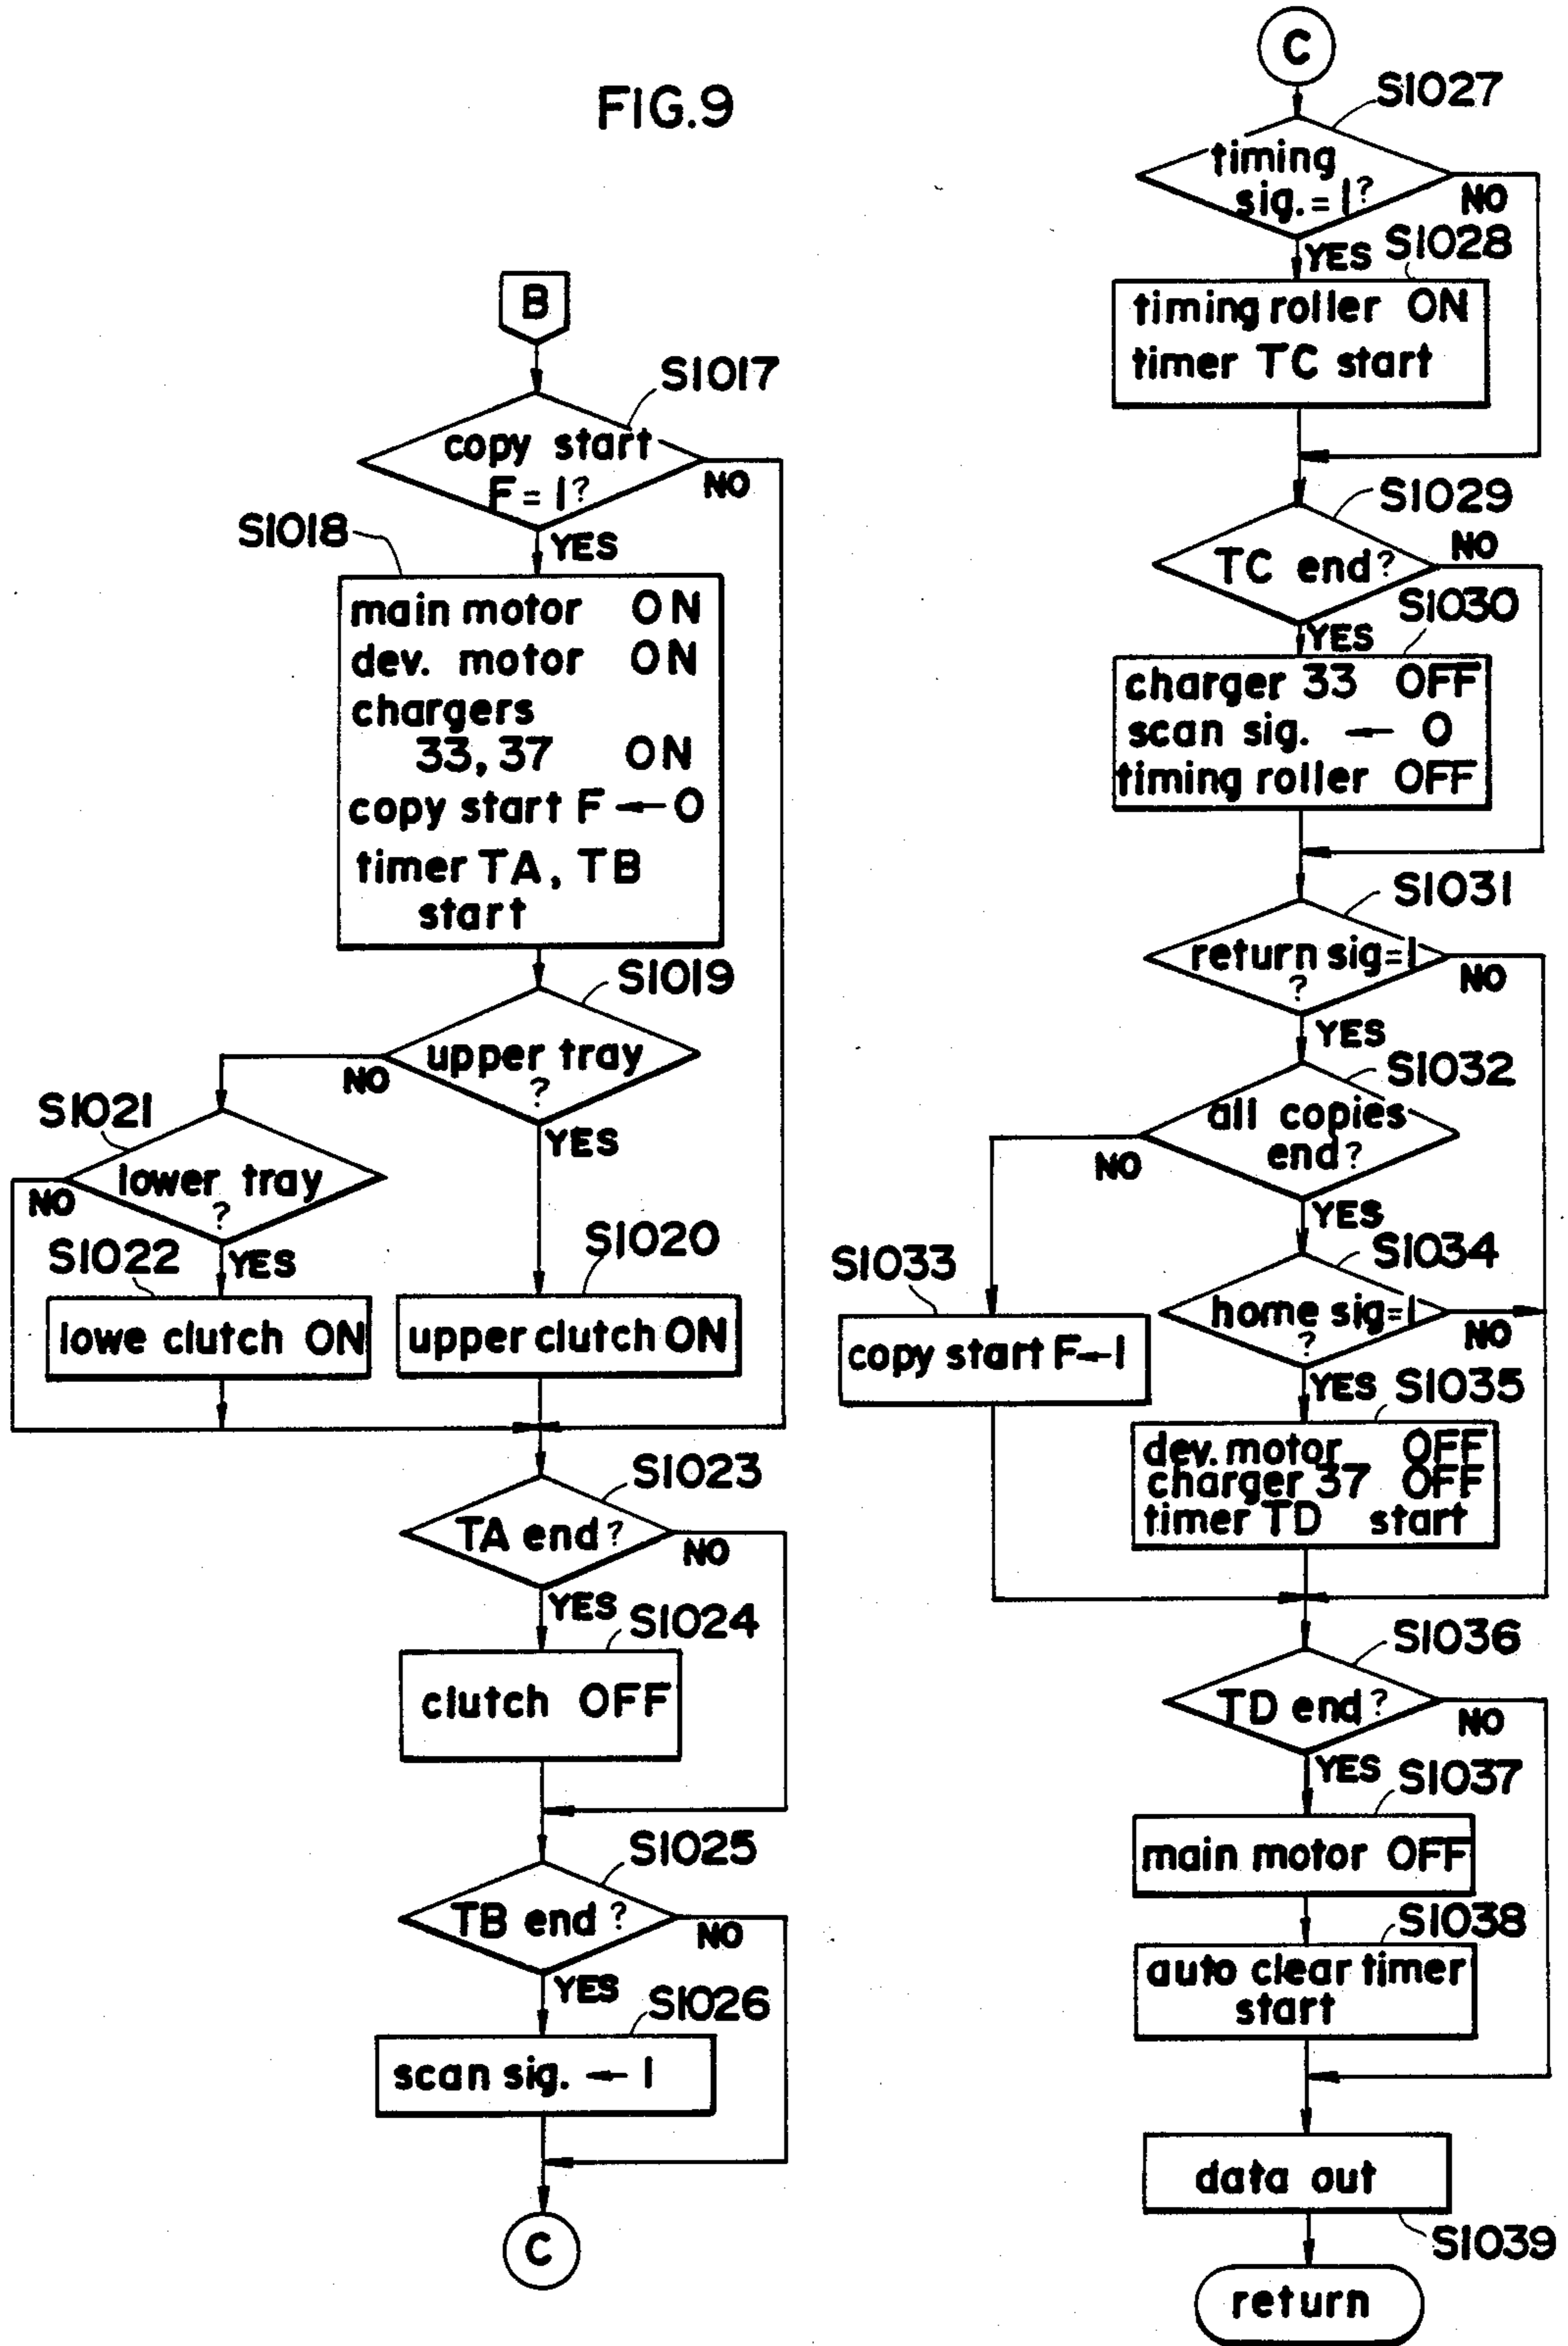 FIG.9
B
S1017
copy start
F=1?
NO
YES
S1018
main motor ON
dev. motor ON
chargers
33, 37 ON
copy start F ← 0
timer TA, TB
start
S1019
upper tray
?
NO
YES
S1021
lower tray
?
NO
YES
S1022
lowe clutch ON
S1020
upper clutch ON
S1023
TA end?
NO
YES
S1024
clutch OFF
S1025
TB end?
NO
YES
S1026
scan sig. ← 1
C
C
S1027
timing
sig.=1?
NO
YES
S1028
timing roller ON
timer TC start
S1029
TC end?
NO
YES
S1030
charger 33 OFF
scan sig. ← 0
timing roller OFF
S1031
return sig=1
?
NO
YES
S1032
all copies
end?
NO
YES
S1033
copy start F←1
S1034
home sig=1
?
NO
YES
S1035
dev. motor OFF
charger 37 OFF
timer TD start
S1036
TD end?
NO
YES
S1037
main motor OFF
S1038
auto clear timer
start
data out
S1039
return